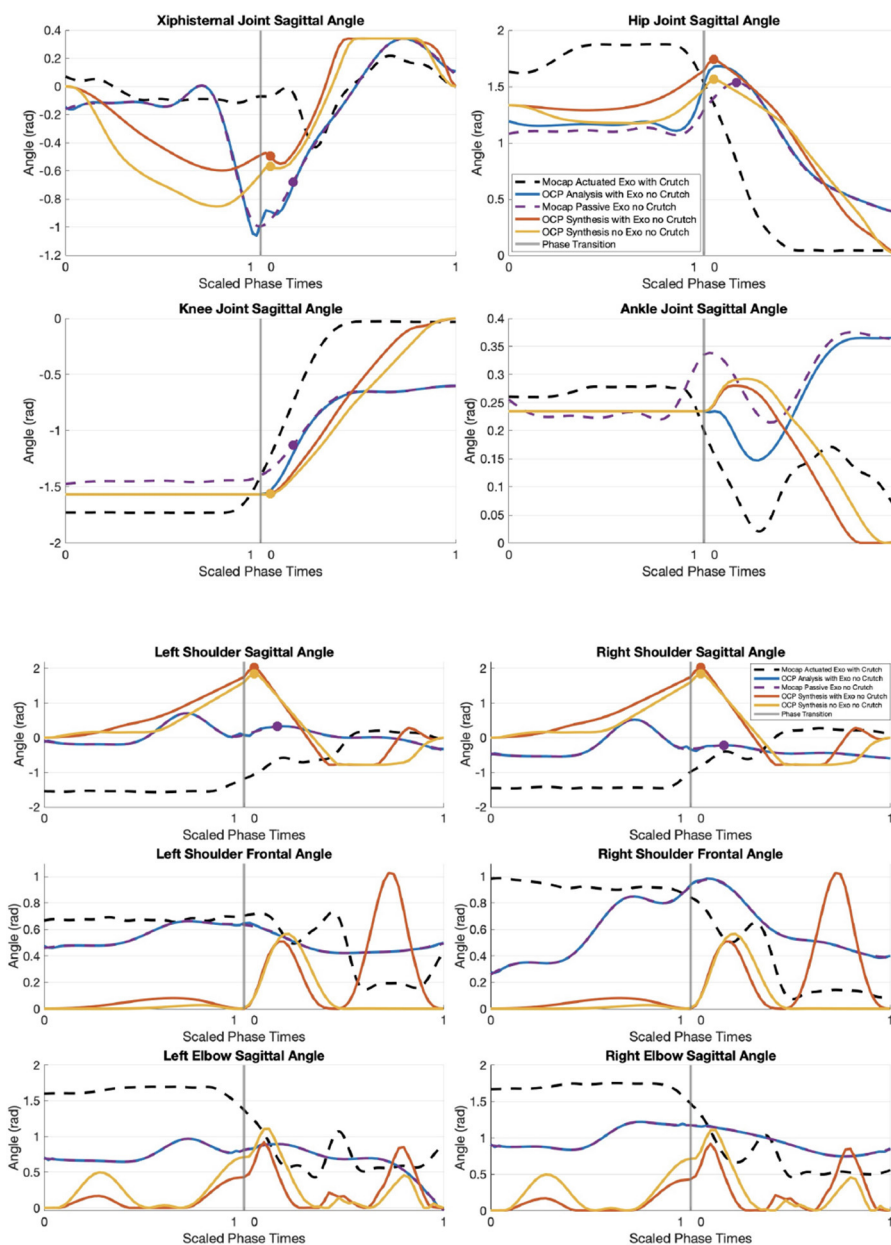 Xiphisternal Joint Sagittal Angle
0.4
0.2
0
-0.2
-0.4
-0.6
-0.8
-1
-1.2
Angle (rad)
0
1 0
1
Scaled Phase Times
Hip Joint Sagittal Angle
2
1.5
1
0.5
0
Angle (rad)
Mocap Actuated Exo with Crutch
OCP Analysis with Exo no Crutch
Mocap Passive Exo no Crutch
OCP Synthesis with Exo no Crutch
OCP Synthesis no Exo no Crutch
Phase Transition
0
1 0
1
Scaled Phase Times
Knee Joint Sagittal Angle
0
-0.5
-1
-1.5
-2
Angle (rad)
0
1 0
1
Scaled Phase Times
Ankle Joint Sagittal Angle
0.4
0.35
0.3
0.25
0.2
0.15
0.1
0.05
0
Angle (rad)
0
1 0
1
Scaled Phase Times
Left Shoulder Sagittal Angle
2
1
0
-1
-2
Angle (rad)
0
1 0
1
Scaled Phase Times
Right Shoulder Sagittal Angle
2
1
0
-1
-2
Angle (rad)
Mocap Actuated Exo with Crutch
OCP Analysis with Exo no Crutch
Mocap Passive Exo no Crutch
OCP Synthesis with Exo no Crutch
OCP Synthesis no Exo no Crutch
Phase Transition
0
1 0
1
Scaled Phase Times
Left Shoulder Frontal Angle
1
0.8
0.6
0.4
0.2
0
Angle (rad)
0
1 0
1
Scaled Phase Times
Right Shoulder Frontal Angle
1
0.8
0.6
0.4
0.2
0
Angle (rad)
0
1 0
1
Scaled Phase Times
Left Elbow Sagittal Angle
2
1.5
1
0.5
0
Angle (rad)
0
1 0
1
Scaled Phase Times
Right Elbow Sagittal Angle
2
1.5
1
0.5
0
Angle (rad)
0
1 0
1
Scaled Phase Times